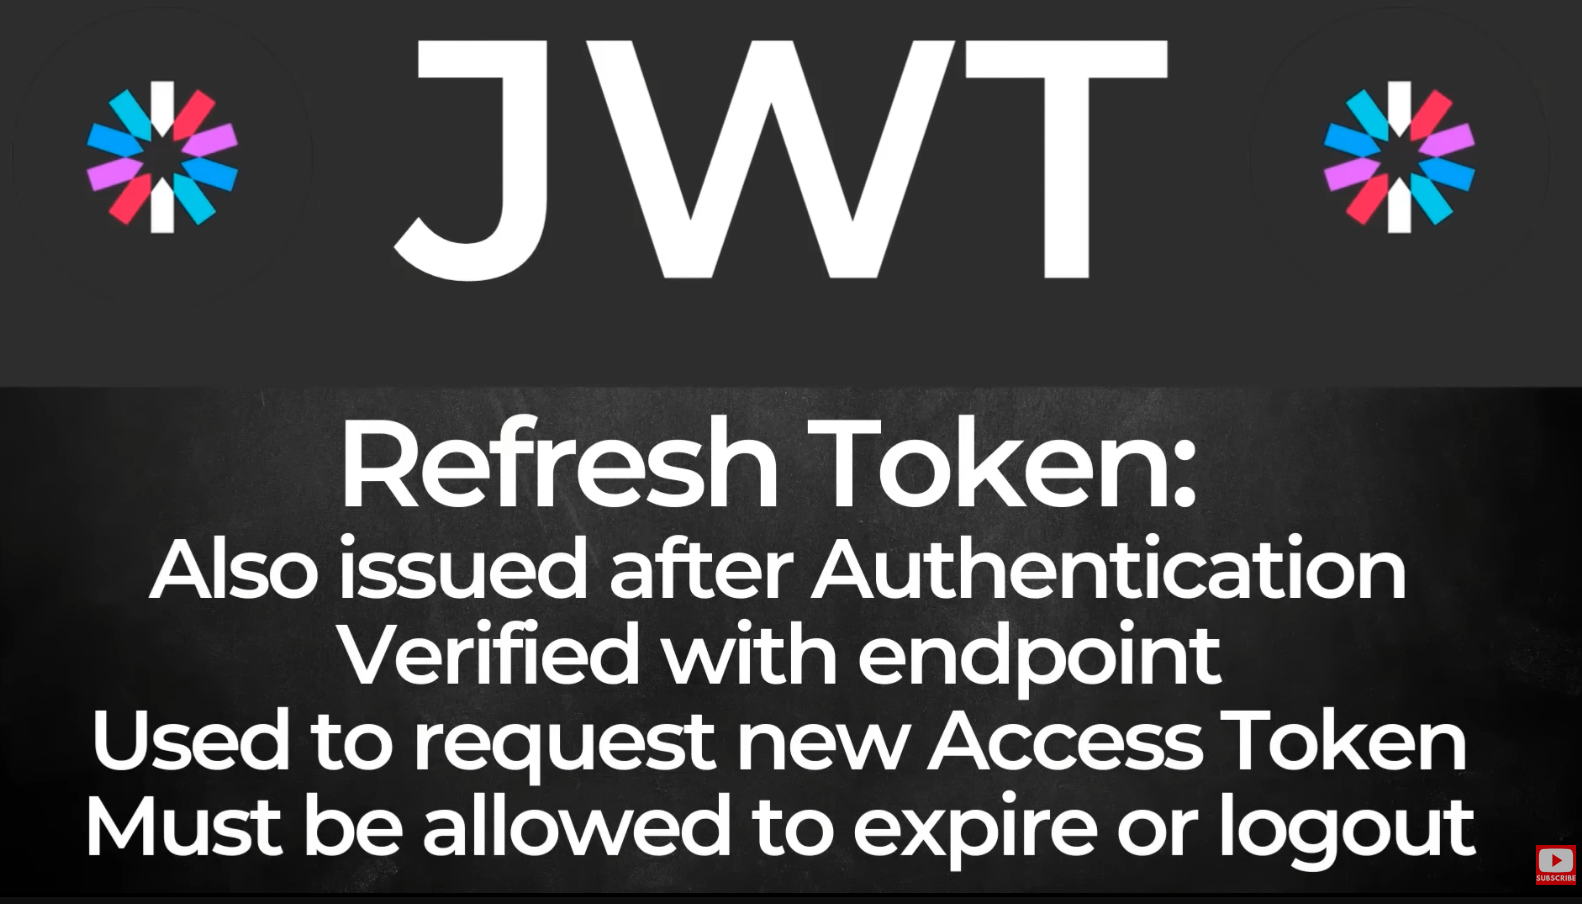 JWT
Refresh Token:
Also issued after Authentication
Verified with endpoint
Used to request new Access Token
Must be allowed to expire or logout
SUBSCRIBE